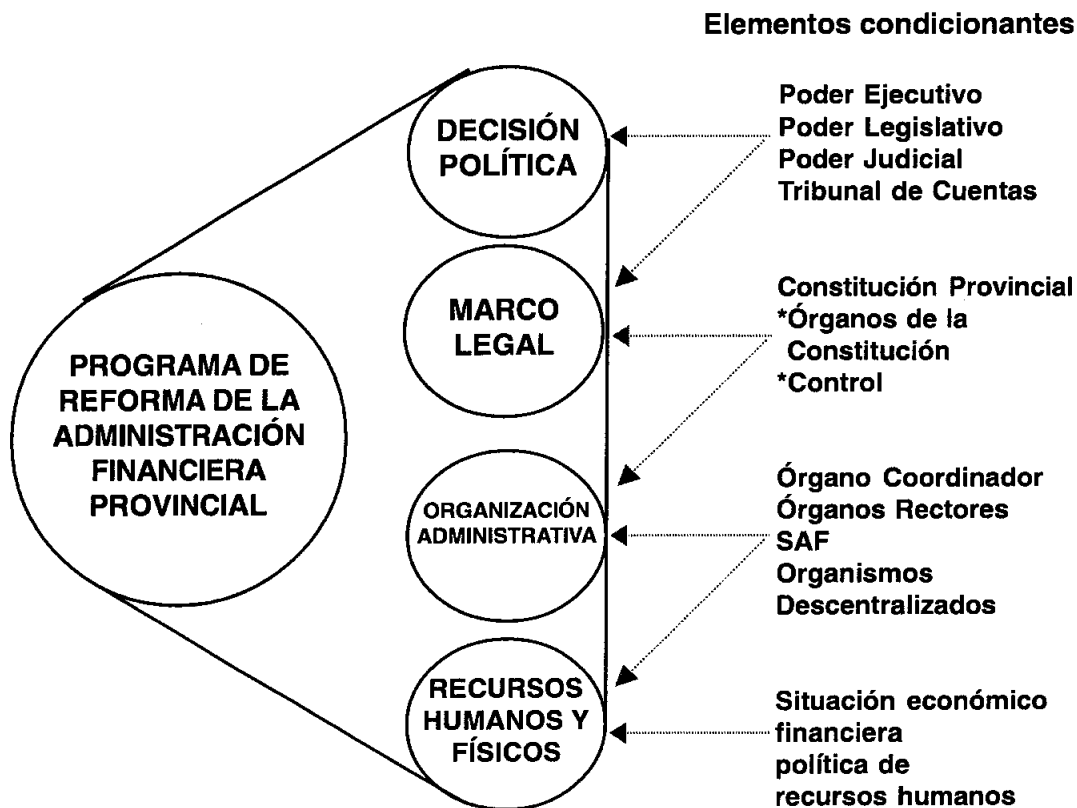 Elementos condicionantes
DECISIÓN
POLÍTICA
Poder Ejecutivo
Poder Legislativo
Poder Judicial
Tribunal de Cuentas
MARCO
LEGAL
Constitución Provincial
*Órganos de la
Constitución
*Control
PROGRAMA DE
REFORMA DE LA
ADMINISTRACIÓN
FINANCIERA
PROVINCIAL
ORGANIZACIÓN
ADMINISTRATIVA
Órgano Coordinador
Órganos Rectores
SAF
Organismos
Descentralizados
RECURSOS
HUMANOS Y
FÍSICOS
Situación económico
financiera
política de
recursos humanos